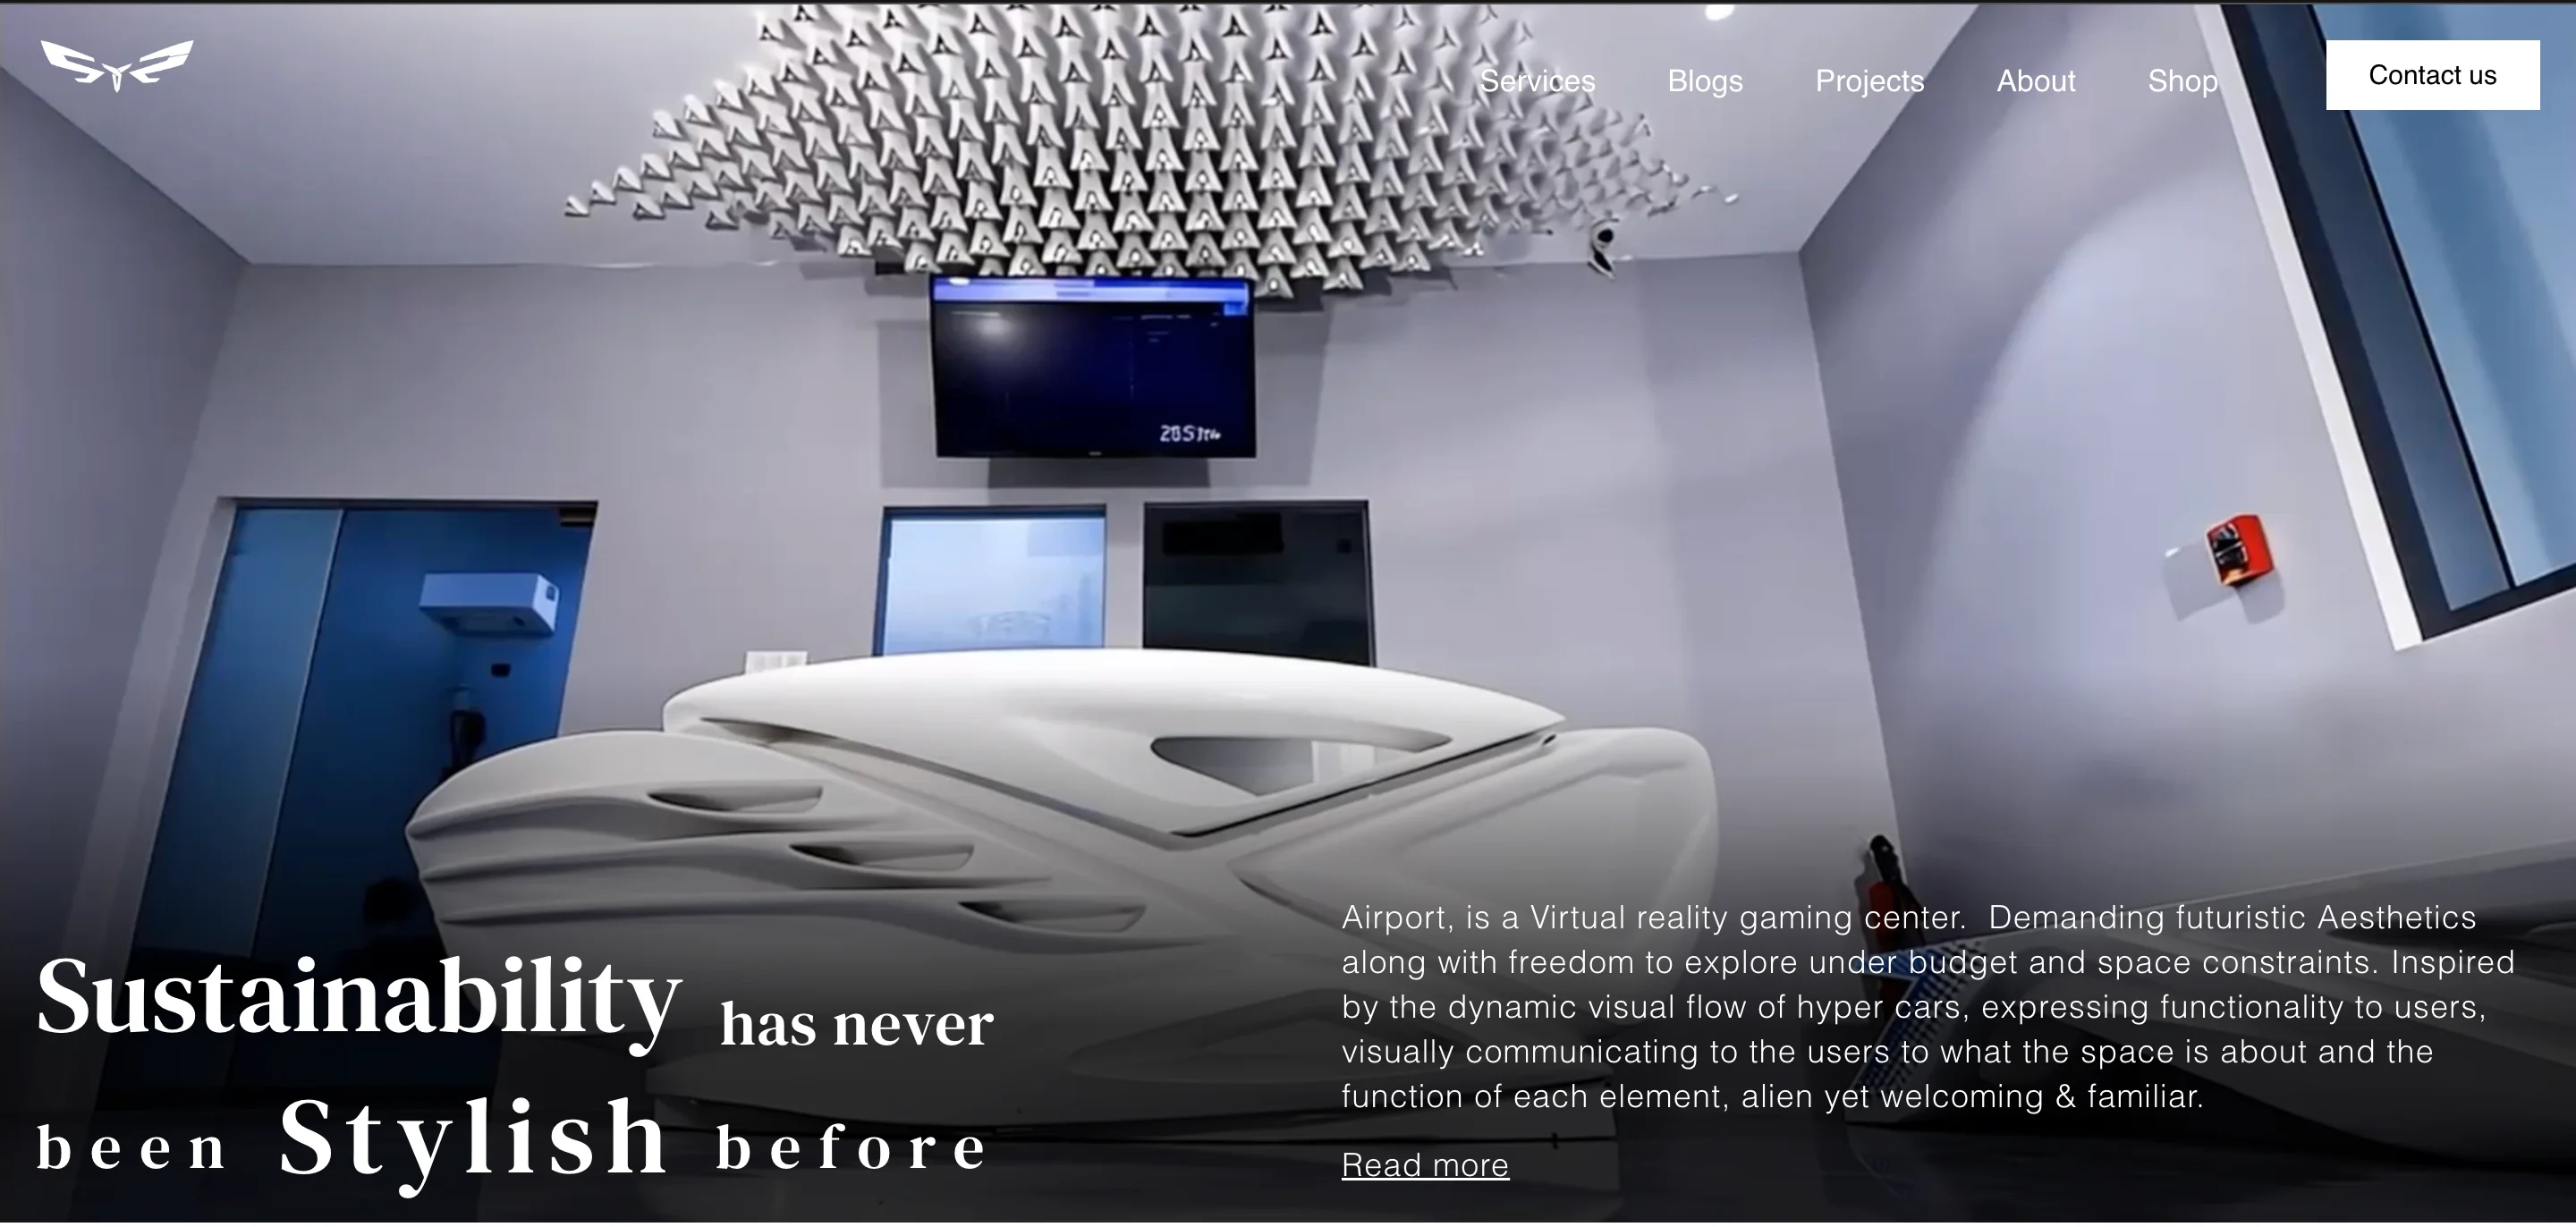 Services Blogs Projects About Shop Contact us
Sustainability has never
been Stylish before
Airport, is a Virtual reality gaming center.  Demanding futuristic Aesthetics
along with freedom to explore under budget and space constraints. Inspired
by the dynamic visual flow of hyper cars, expressing functionality to users,
visually communicating to the users to what the space is about and the
function of each element, alien yet welcoming & familiar.
Read more